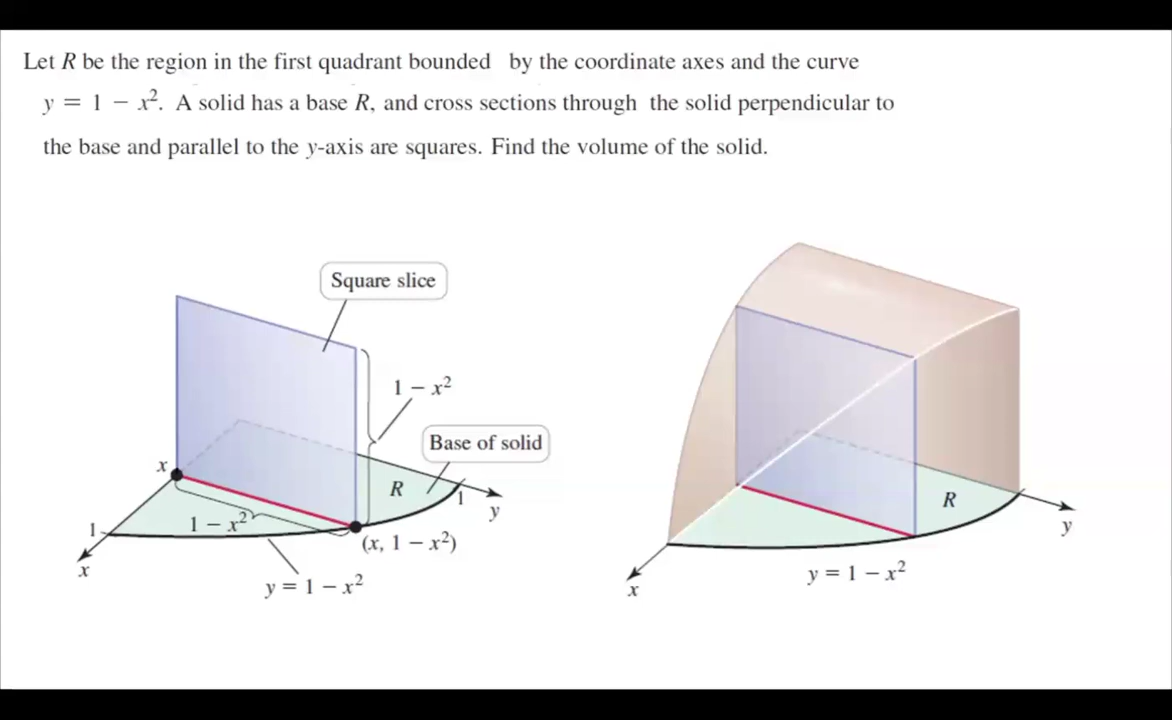 Let R be the region in the first quadrant bounded by the coordinate axes and the curve
y = 1 − x². A solid has a base R, and cross sections through the solid perpendicular to
the base and parallel to the y-axis are squares. Find the volume of the solid.
Square slice
1 − x²
Base of solid
x
R
1
y
1 − x²
1
(x, 1 − x²)
x
y = 1 − x²
R
y
y = 1 − x²
x